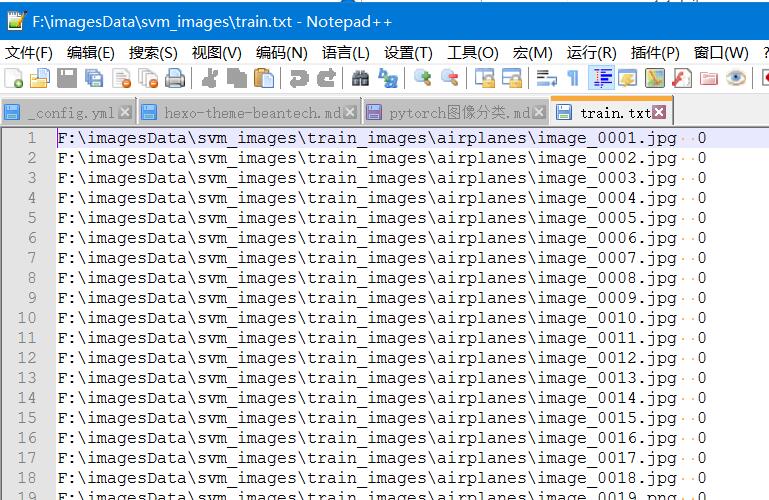 F:\imagesData\svm_images\train.txt - Notepad++
文件(F) 编辑(E) 搜索(S) 视图(V) 编码(N) 语言(L) 设置(T) 工具(O) 宏(M) 运行(R) 插件(P) 窗口(W) ?
_config.yml hexo-theme-beantech.md pytorch图像分类.md train.txt
1 F:\imagesData\svm_images\train_images\airplanes\image_0001.jpg··0
2 F:\imagesData\svm_images\train_images\airplanes\image_0002.jpg··0
3 F:\imagesData\svm_images\train_images\airplanes\image_0003.jpg··0
4 F:\imagesData\svm_images\train_images\airplanes\image_0004.jpg··0
5 F:\imagesData\svm_images\train_images\airplanes\image_0005.jpg··0
6 F:\imagesData\svm_images\train_images\airplanes\image_0006.jpg··0
7 F:\imagesData\svm_images\train_images\airplanes\image_0007.jpg··0
8 F:\imagesData\svm_images\train_images\airplanes\image_0008.jpg··0
9 F:\imagesData\svm_images\train_images\airplanes\image_0009.jpg··0
10 F:\imagesData\svm_images\train_images\airplanes\image_0010.jpg··0
11 F:\imagesData\svm_images\train_images\airplanes\image_0011.jpg··0
12 F:\imagesData\svm_images\train_images\airplanes\image_0012.jpg··0
13 F:\imagesData\svm_images\train_images\airplanes\image_0013.jpg··0
14 F:\imagesData\svm_images\train_images\airplanes\image_0014.jpg··0
15 F:\imagesData\svm_images\train_images\airplanes\image_0015.jpg··0
16 F:\imagesData\svm_images\train_images\airplanes\image_0016.jpg··0
17 F:\imagesData\svm_images\train_images\airplanes\image_0017.jpg··0
18 F:\imagesData\svm_images\train_images\airplanes\image_0018.jpg··0